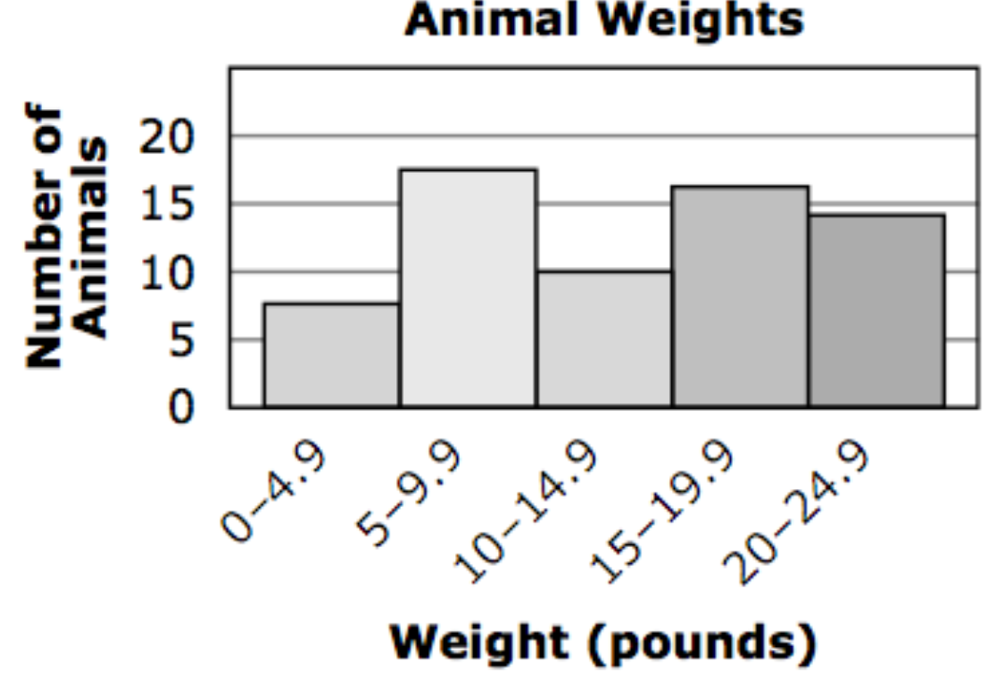 Animal Weights
Number of
Animals
20
15
10
5
0
0–4.9
5–9.9
10–14.9
15–19.9
20–24.9
Weight (pounds)